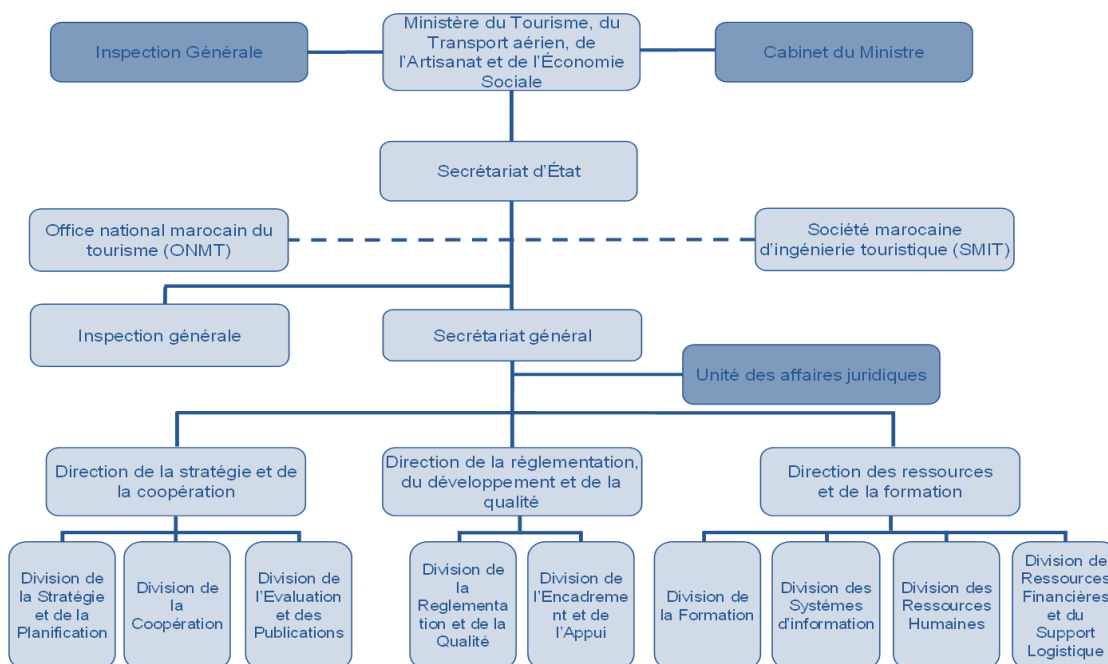 Inspection Générale
Ministère du Tourisme, du
Transport aérien, de
l'Artisanat et de l'Économie
Sociale
Cabinet du Ministre
Secrétariat d'État
Office national marocain du
tourisme (ONMT)
Société marocaine
d'ingénierie touristique (SMIT)
Inspection générale
Secrétariat général
Unité des affaires juridiques
Direction de la stratégie et de
la coopération
Direction de la réglementation,
du développement et de la
qualité
Direction des ressources
et de la formation
Division de
la Stratégie
et de la
Planification
Division de
la
Coopération
Division de
l'Evaluation
et des
Publications
Division de
la
Reglementa
tion et de la
Qualité
Division de
l'Encadreme
nt et de
l'Appui
Division de
la Formation
Division des
Systémes
d'information
Division des
Ressources
Humaines
Division des
Ressources
Financières
et du
Support
Logistique